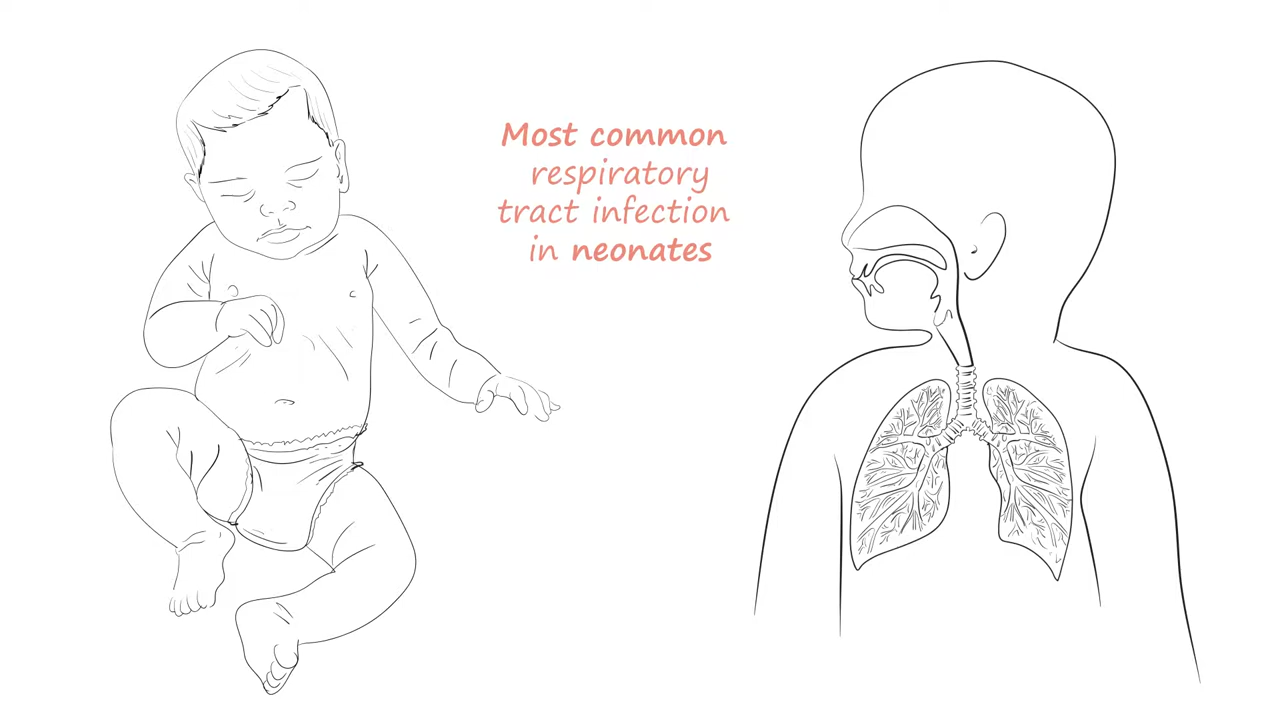 Most common
respiratory
tract infection
in neonates